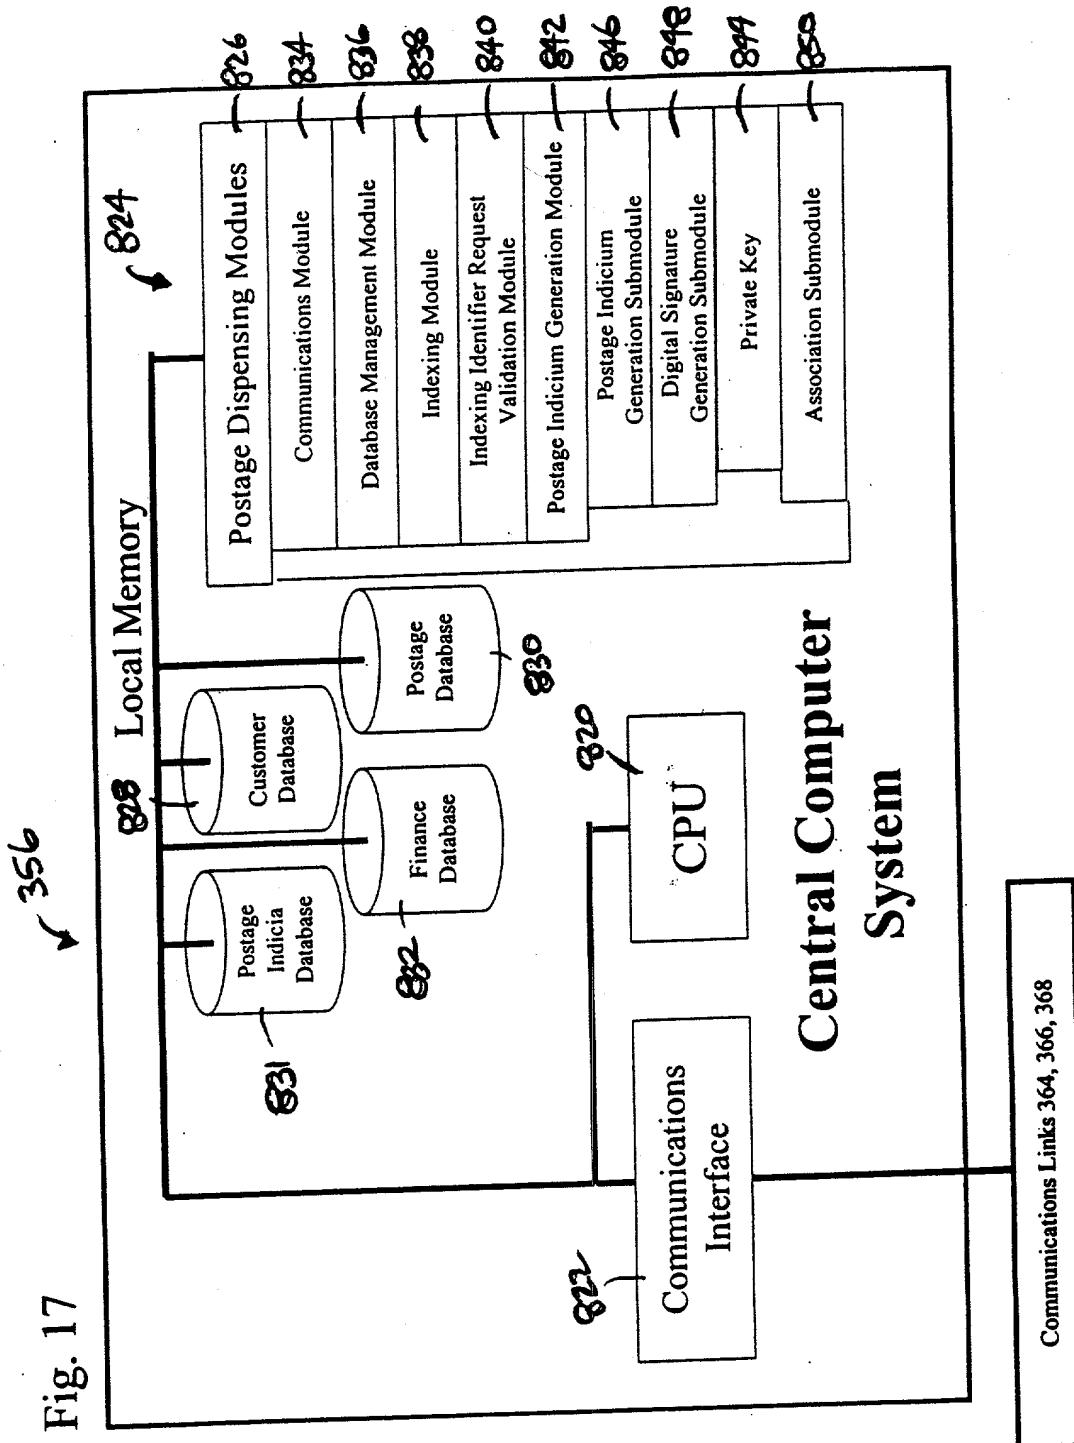 Fig. 17
356
Local Memory
824
828
Postage
Indicia
Database
831
Customer
Database
Finance
Database
832
Postage
Database
830
Postage Dispensing Modules
826
Communications Module
834
Database Management Module
836
Indexing Module
838
Indexing Identifier Request
Validation Module
840
Postage Indicium Generation Module
842
Postage Indicium
Generation Submodule
846
Digital Signature
Generation Submodule
848
Private Key
844
Association Submodule
850
Communications
Interface
822
CPU
820
Central Computer
System
Communications Links 364, 366, 368